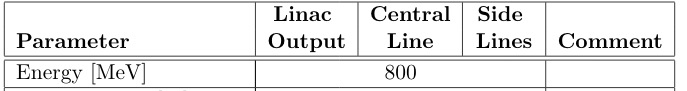 Linac Central Side
Parameter Output Line Lines Comment
Energy [MeV] 800